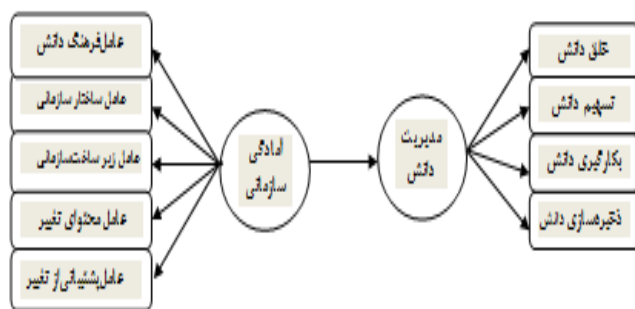 عامل فرهنگ دانش
عامل ساختار سازمانی
عامل زیر ساخت‌سازمانی
عامل محتوای تغییر
عامل پشتیبانی از تغییر
آمادگی
سازمانی
مدیریت
دانش
خلق دانش
تسهیم دانش
بکارگیری دانش
ذخیره‌سازی دانش